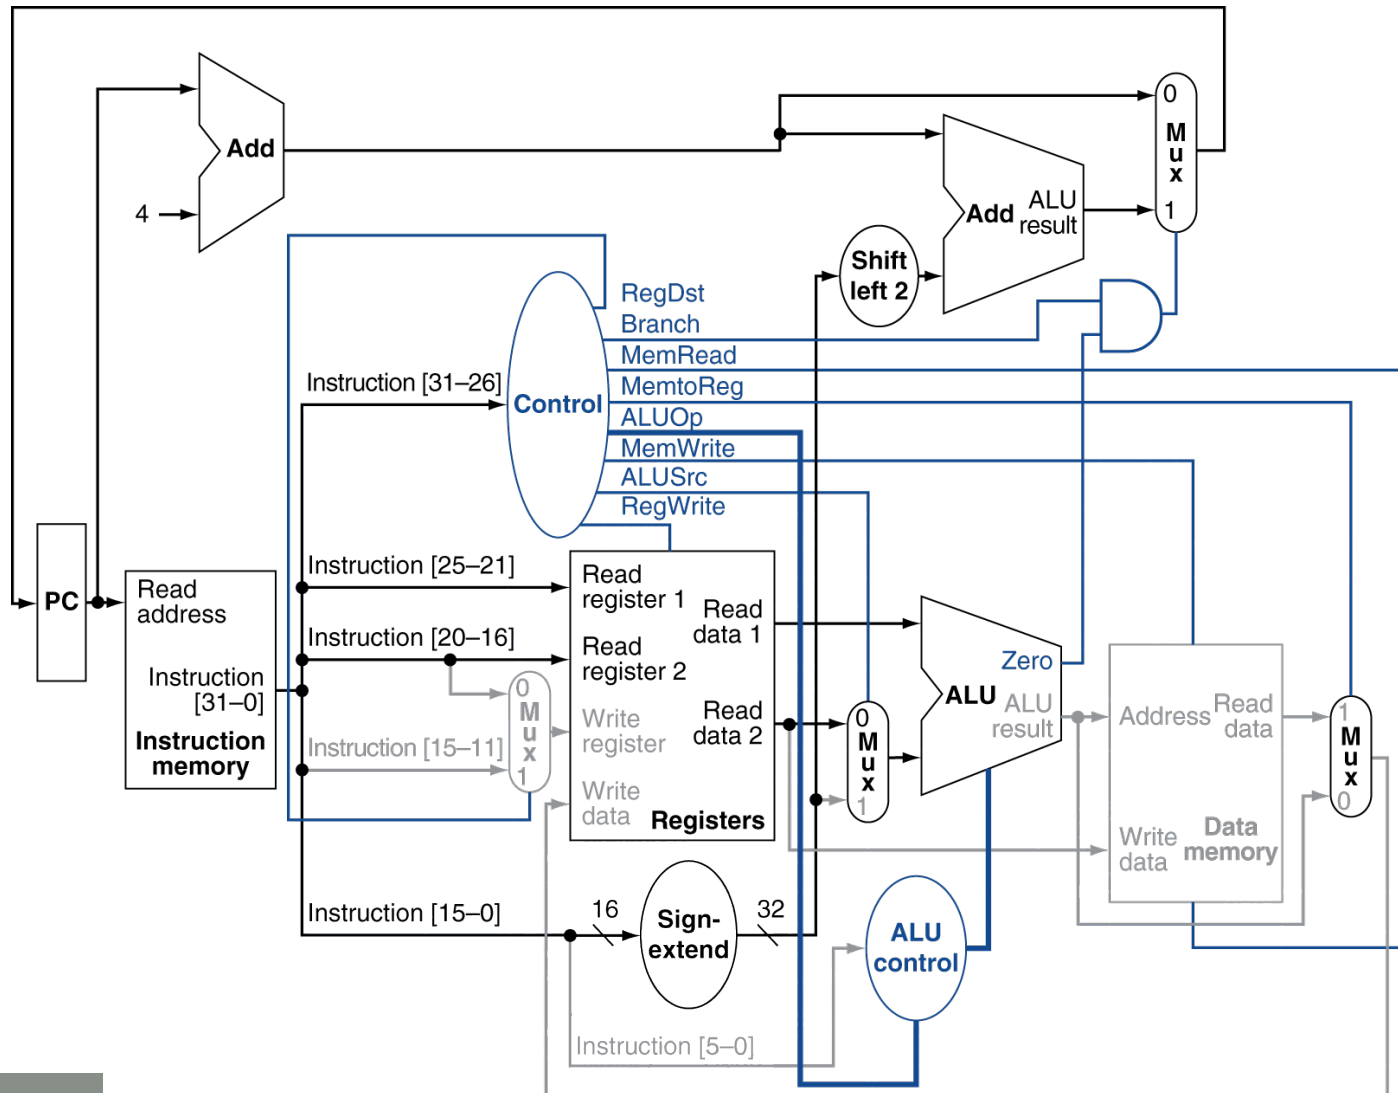 0
M
u
x
1
Add
ALU
Add
result
4
Shift
left 2
RegDst
Branch
MemRead
Instruction [31–26]
MemtoReg
Control
ALUOp
MemWrite
ALUSrc
RegWrite
Instruction [25–21]
Read
register 1
PC
Read
address
Read
data 1
Instruction [20–16]
Read
register 2
Zero
Instruction
[31–0]
0
M
u
x
1
Write
register
Read
data 2
0
M
u
x
1
ALU
ALU
result
Address
Read
data
1
M
u
x
0
Instruction
memory
Instruction [15–11]
Write
data
Registers
Write
data
Data
memory
Instruction [15–0]
16
Sign-
extend
32
ALU
control
Instruction [5–0]